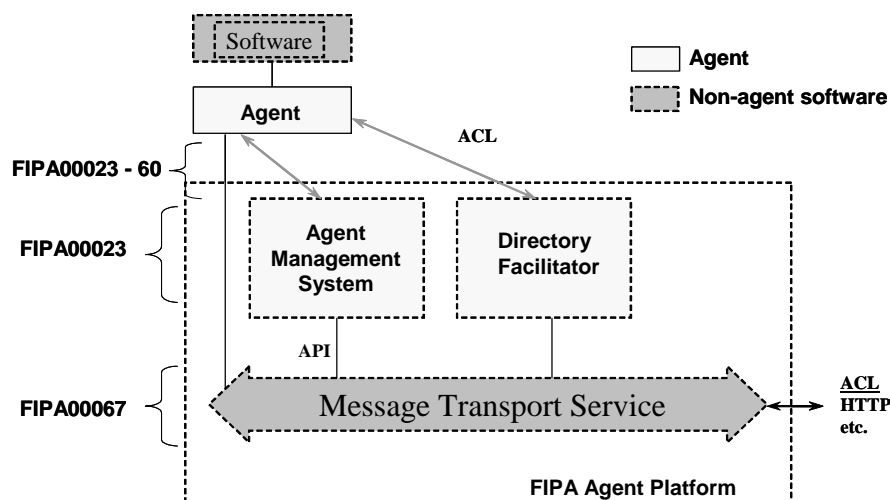 Software
Agent
Agent
Non-agent software
ACL
FIPA00023 - 60
FIPA00023
Agent
Management
System
Directory
Facilitator
API
FIPA00067
Message Transport Service
ACL
HTTP
etc.
FIPA Agent Platform